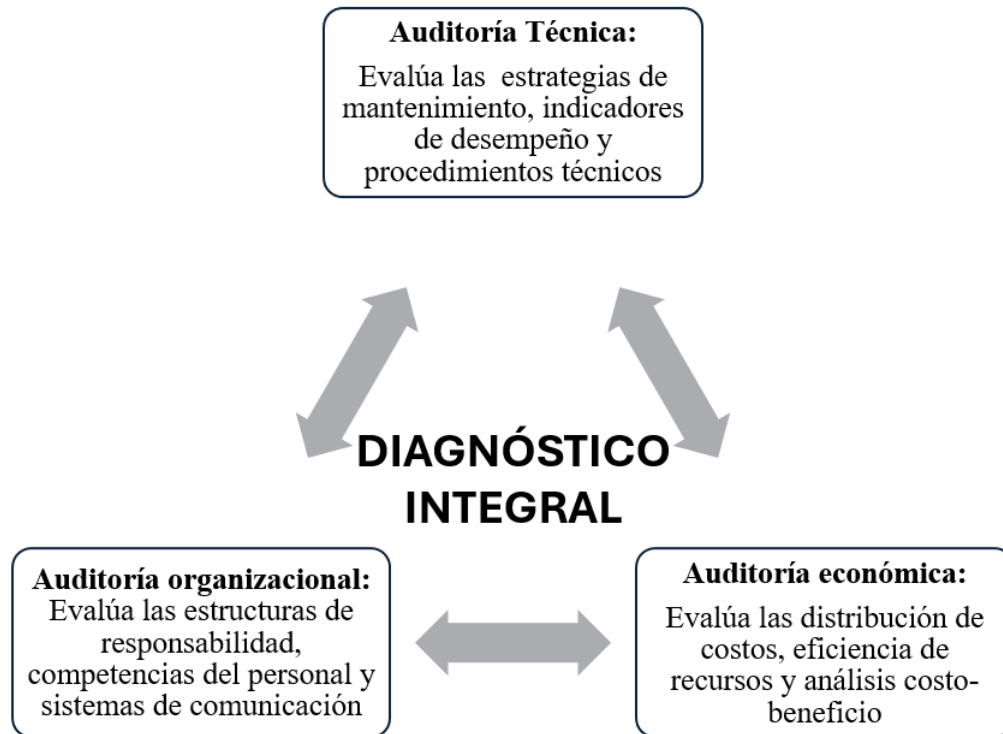 Auditoría Técnica:
Evalúa las estrategias de
mantenimiento, indicadores
de desempeño y
procedimientos técnicos
DIAGNÓSTICO
INTEGRAL
Auditoría organizacional:
Evalúa las estructuras de
responsabilidad,
competencias del personal y
sistemas de comunicación
Auditoría económica:
Evalúa las distribución de
costos, eficiencia de
recursos y análisis costo-
beneficio